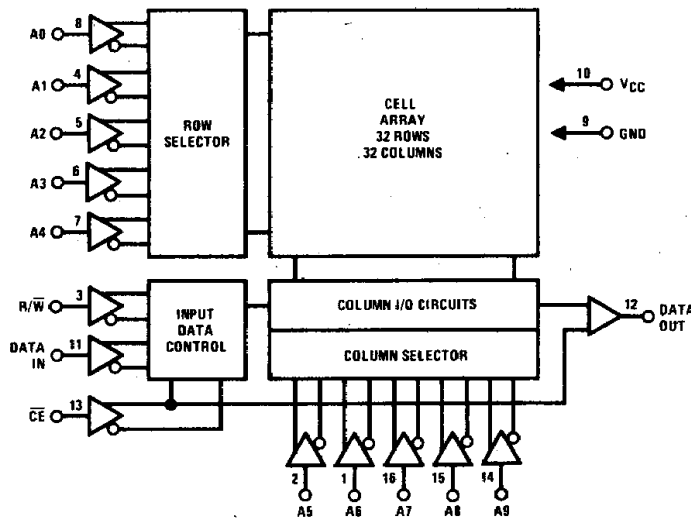 A0 8
A1 4
A2 5
A3 6
A4 7
ROW
SELECTOR
CELL
ARRAY
32 ROWS
32 COLUMNS
10 VCC
9 GND
R/W̅ 3
DATA
IN 11
C̅E̅ 13
INPUT
DATA
CONTROL
COLUMN I/O CIRCUITS
COLUMN SELECTOR
12 DATA
OUT
2 1 16 15 14
A5 A6 A7 A8 A9